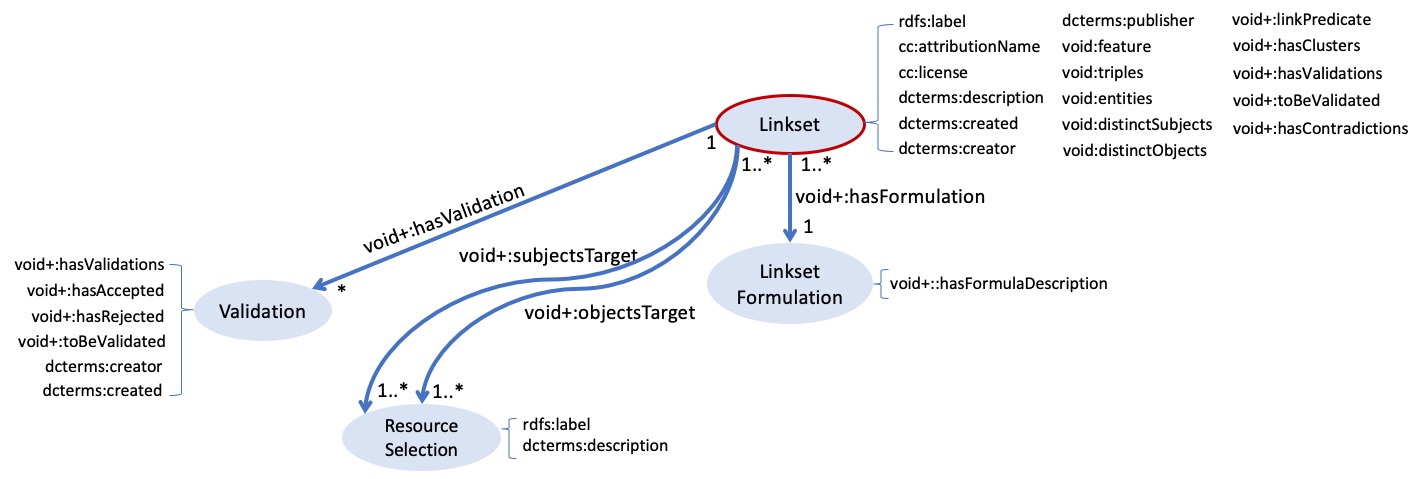 rdfs:label
cc:attributionName
cc:license
dcterms:description
dcterms:created
dcterms:creator
dcterms:publisher
void:feature
void:triples
void:entities
void:distinctSubjects
void:distinctObjects
void+:linkPredicate
void+:hasClusters
void+:hasValidations
void+:toBeValidated
void+:hasContradictions
Linkset
1
1..*
1..*
void+:hasValidation
void+:hasFormulation
1
void+:subjectsTarget
void+:objectsTarget
Linkset
Formulation
void+::hasFormulaDescription
void+:hasValidations
void+:hasAccepted
void+:hasRejected
void+:toBeValidated
dcterms:creator
dcterms:created
*
Validation
1..*
1..*
Resource
Selection
rdfs:label
dcterms:description